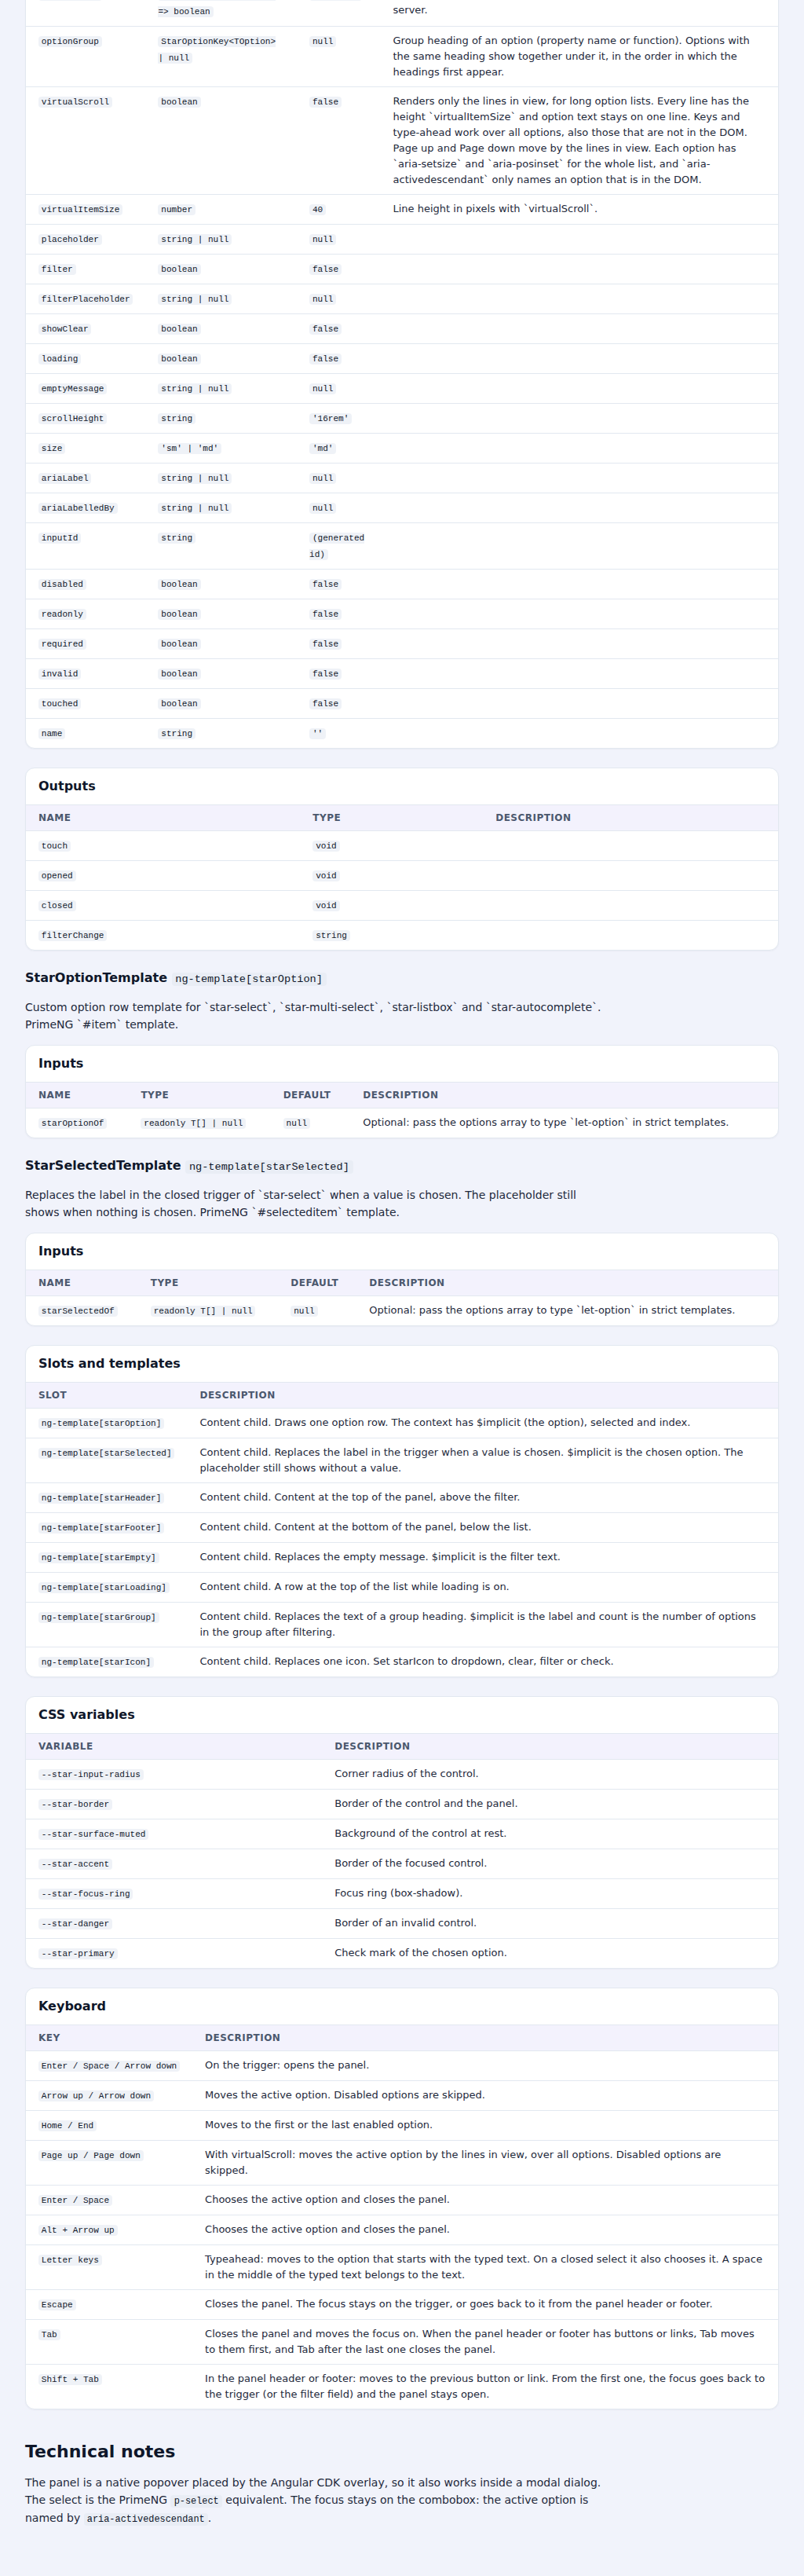 => boolean
server.
optionGroup StarOptionKey<TOption> | null null Group heading of an option (property name or function). Options with
the same heading show together under it, in the order in which the
headings first appear.
virtualScroll boolean false Renders only the lines in view, for long option lists. Every line has the
height `virtualItemSize` and option text stays on one line. Keys and
type-ahead work over all options, also those that are not in the DOM.
Page up and Page down move by the lines in view. Each option has
`aria-setsize` and `aria-posinset` for the whole list, and `aria-
activedescendant` only names an option that is in the DOM.
virtualItemSize number 40 Line height in pixels with `virtualScroll`.
placeholder string | null null
filter boolean false
filterPlaceholder string | null null
showClear boolean false
loading boolean false
emptyMessage string | null null
scrollHeight string '16rem'
size 'sm' | 'md' 'md'
ariaLabel string | null null
ariaLabelledBy string | null null
inputId string (generated
id)
disabled boolean false
readonly boolean false
required boolean false
invalid boolean false
touched boolean false
name string ''
Outputs
NAME TYPE DESCRIPTION
touch void
opened void
closed void
filterChange string
StarOptionTemplate ng-template[starOption]
Custom option row template for `star-select`, `star-multi-select`, `star-listbox` and `star-autocomplete`.
PrimeNG `#item` template.
Inputs
NAME TYPE DEFAULT DESCRIPTION
starOptionOf readonly T[] | null null Optional: pass the options array to type `let-option` in strict templates.
StarSelectedTemplate ng-template[starSelected]
Replaces the label in the closed trigger of `star-select` when a value is chosen. The placeholder still
shows when nothing is chosen. PrimeNG `#selecteditem` template.
Inputs
NAME TYPE DEFAULT DESCRIPTION
starSelectedOf readonly T[] | null null Optional: pass the options array to type `let-option` in strict templates.
Slots and templates
SLOT DESCRIPTION
ng-template[starOption] Content child. Draws one option row. The context has $implicit (the option), selected and index.
ng-template[starSelected] Content child. Replaces the label in the trigger when a value is chosen. $implicit is the chosen option. The
placeholder still shows without a value.
ng-template[starHeader] Content child. Content at the top of the panel, above the filter.
ng-template[starFooter] Content child. Content at the bottom of the panel, below the list.
ng-template[starEmpty] Content child. Replaces the empty message. $implicit is the filter text.
ng-template[starLoading] Content child. A row at the top of the list while loading is on.
ng-template[starGroup] Content child. Replaces the text of a group heading. $implicit is the label and count is the number of options
in the group after filtering.
ng-template[starIcon] Content child. Replaces one icon. Set starIcon to dropdown, clear, filter or check.
CSS variables
VARIABLE DESCRIPTION
--star-input-radius Corner radius of the control.
--star-border Border of the control and the panel.
--star-surface-muted Background of the control at rest.
--star-accent Border of the focused control.
--star-focus-ring Focus ring (box-shadow).
--star-danger Border of an invalid control.
--star-primary Check mark of the chosen option.
Keyboard
KEY DESCRIPTION
Enter / Space / Arrow down On the trigger: opens the panel.
Arrow up / Arrow down Moves the active option. Disabled options are skipped.
Home / End Moves to the first or the last enabled option.
Page up / Page down With virtualScroll: moves the active option by the lines in view, over all options. Disabled options are
skipped.
Enter / Space Chooses the active option and closes the panel.
Alt + Arrow up Chooses the active option and closes the panel.
Letter keys Typeahead: moves to the option that starts with the typed text. On a closed select it also chooses it. A space
in the middle of the typed text belongs to the text.
Escape Closes the panel. The focus stays on the trigger, or goes back to it from the panel header or footer.
Tab Closes the panel and moves the focus on. When the panel header or footer has buttons or links, Tab moves
to them first, and Tab after the last one closes the panel.
Shift + Tab In the panel header or footer: moves to the previous button or link. From the first one, the focus goes back to
the trigger (or the filter field) and the panel stays open.
Technical notes
The panel is a native popover placed by the Angular CDK overlay, so it also works inside a modal dialog.
The select is the PrimeNG p-select equivalent. The focus stays on the combobox: the active option is
named by aria-activedescendant.